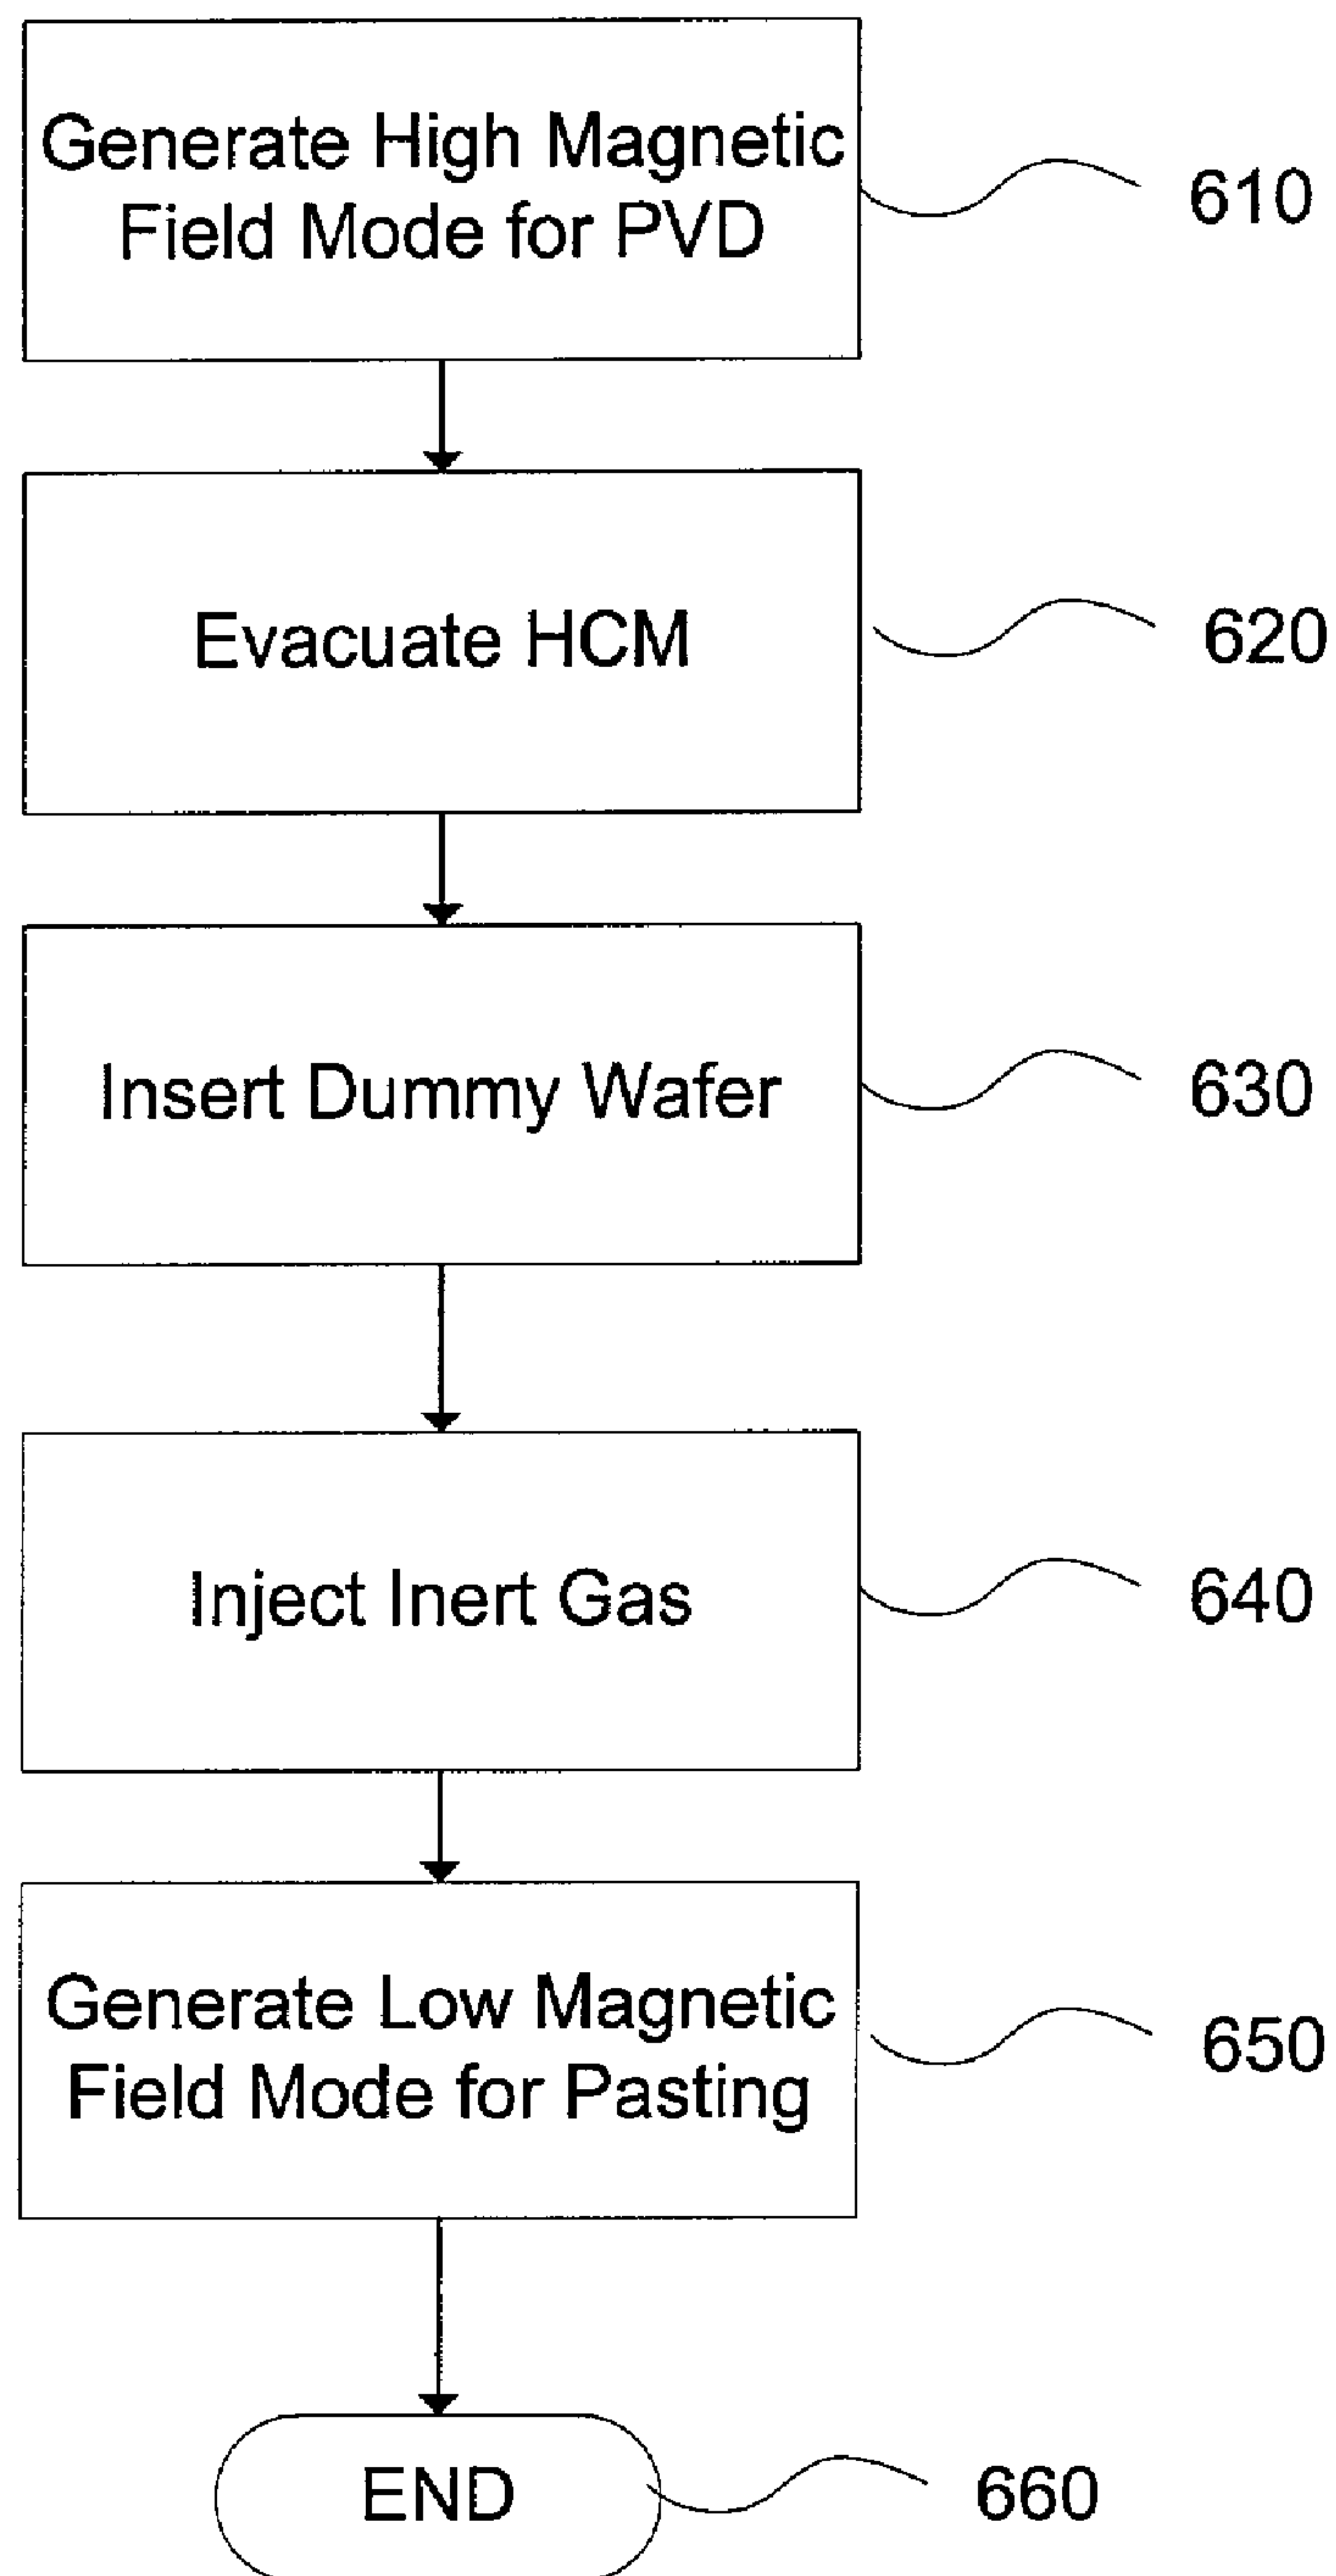 Generate High Magnetic
Field Mode for PVD
610
Evacuate HCM
620
Insert Dummy Wafer
630
Inject Inert Gas
640
Generate Low Magnetic
Field Mode for Pasting
650
END
660